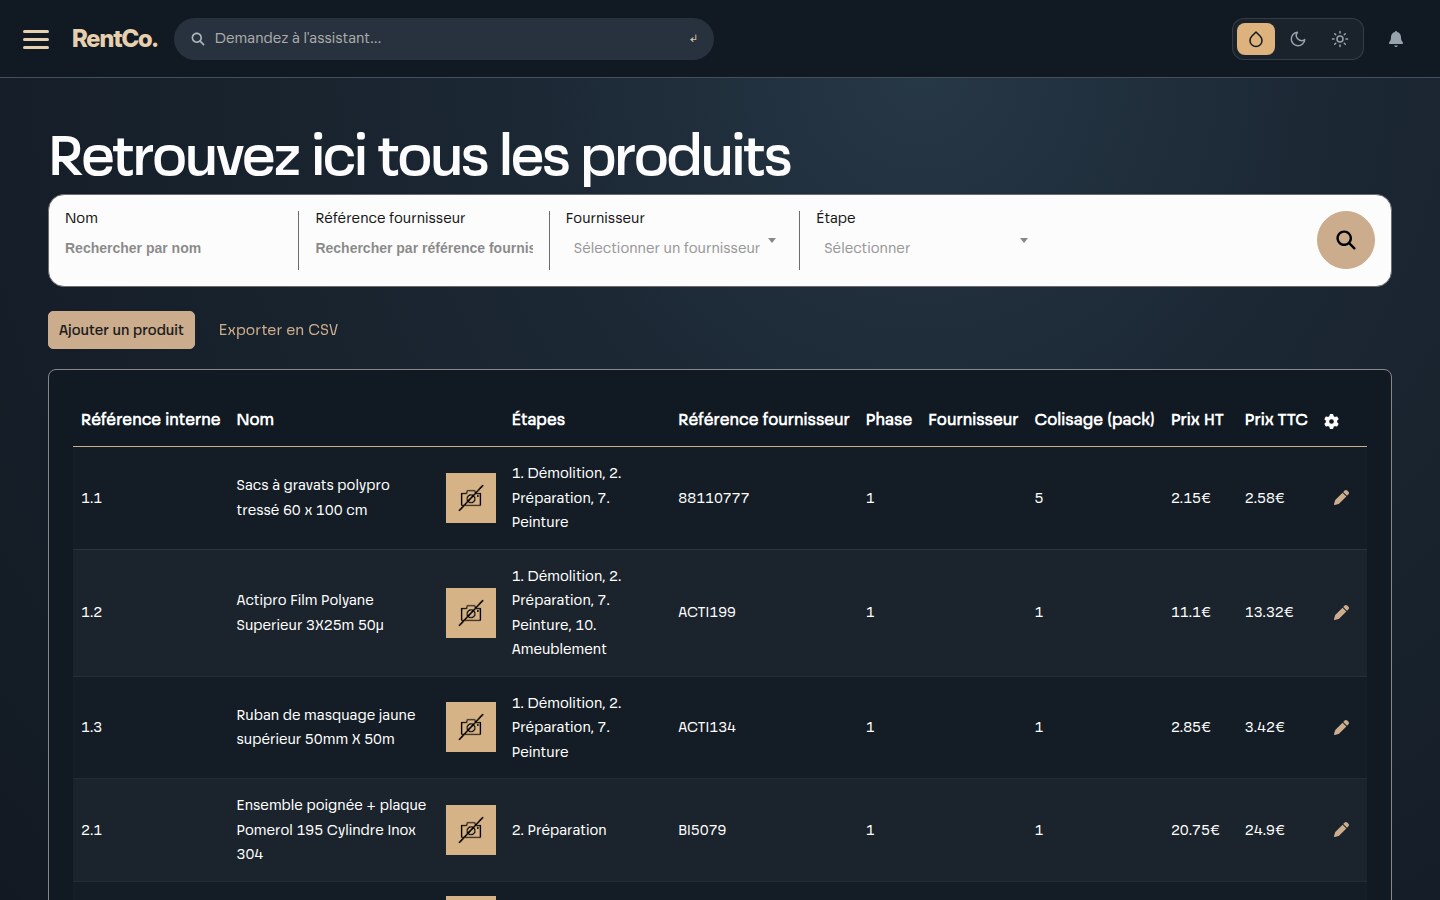 RentCo.
Demandez à l'assistant...
Retrouvez ici tous les produits
Nom
Référence fournisseur
Fournisseur
Étape
Rechercher par nom
Rechercher par référence fournis
Sélectionner un fournisseur
Sélectionner
Ajouter un produit
Exporter en CSV
Référence interne Nom Étapes Référence fournisseur Phase Fournisseur Colisage (pack) Prix HT Prix TTC
1.1
Sacs à gravats polypro
tressé 60 x 100 cm
1. Démolition, 2.
Préparation, 7.
Peinture
88110777 1 5 2.15€ 2.58€
1.2
Actipro Film Polyane
Superieur 3X25m 50µ
1. Démolition, 2.
Préparation, 7.
Peinture, 10.
Ameublement
ACTI199 1 1 11.1€ 13.32€
1.3
Ruban de masquage jaune
supérieur 50mm X 50m
1. Démolition, 2.
Préparation, 7.
Peinture
ACTI134 1 1 2.85€ 3.42€
2.1
Ensemble poignée + plaque
Pomerol 195 Cylindre Inox
304
2. Préparation
BI5079 1 1 20.75€ 24.9€